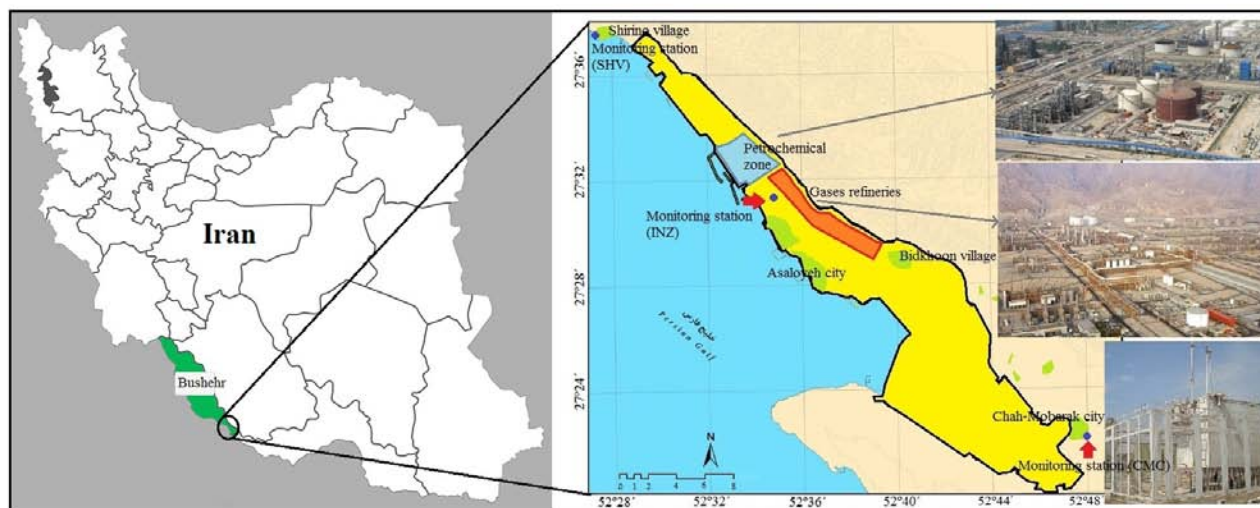 Iran
Bushehr
Shirino village
Monitoring station
(SHV)
27°36
Petrochemical
zone
27°32
Gases refineries
Monitoring station
(INZ)
Bidkhoon village
Asaloyeh city
27°28
خلیج فارس
Persian Gulf
27°24
Chah-Mobarak city
N
Monitoring station (CMC)
0 1 2 4 6 8
52°28 52°32 52°36 52°40 52°44 52°48